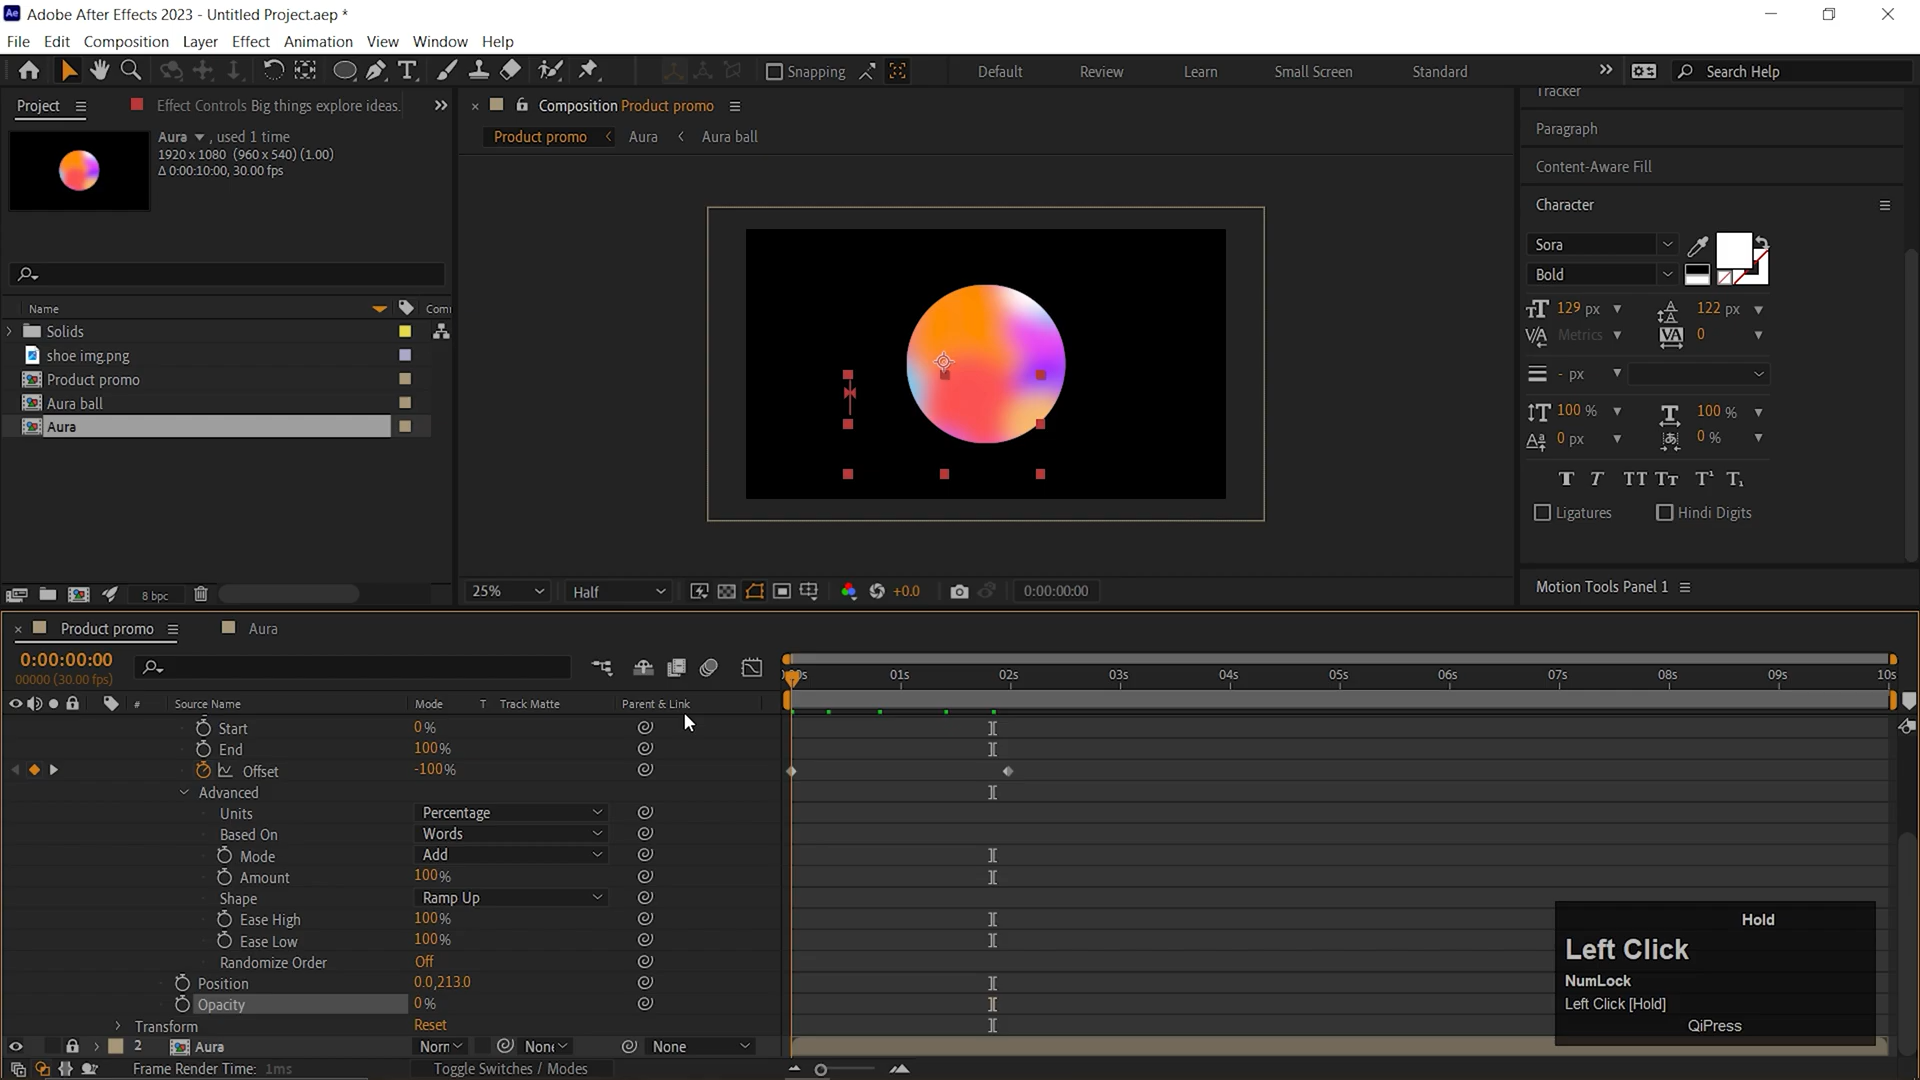 Adobe After Effects 2023 - Untitled Project.aep *
File Edit Composition Layer Effect Animation View Window Help
Snapping Default Review Learn Small Screen Standard Search Help
Project Effect Controls Big things explore ideas.
Composition Product promo
Product promo Aura Aura ball
Aura , used 1 time
1920 x 1080 (960 x 540) (1.00)
Δ 0:00:10:00, 30.00 fps
Name
Solids
shoe img.png
Product promo
Aura ball
Aura
8 bpc
25% Half +0.0 0:00:00:00
Tracker
Paragraph
Content-Aware Fill
Character
Sora
Bold
129 px 122 px
Metrics 0
- px
100 % 100 %
0 px 0 %
Ligatures Hindi Digits
Motion Tools Panel 1
Product promo Aura
0:00:00:00
00000 (30.00 fps)
01s 02s 03s 04s 05s 06s 07s 08s 09s 10s
# Source Name Mode T Track Matte Parent & Link
Start 0%
End 100%
Offset -100%
Advanced
Units Percentage
Based On Words
Mode Add
Amount 100%
Shape Ramp Up
Ease High 100%
Ease Low 100%
Randomize Order Off
Position 0.0,213.0
Opacity 0%
Transform Reset
2 Aura None
Frame Render Time: 1ms Toggle Switches / Modes
Hold
Left Click
NumLock
Left Click [Hold]
QiPress